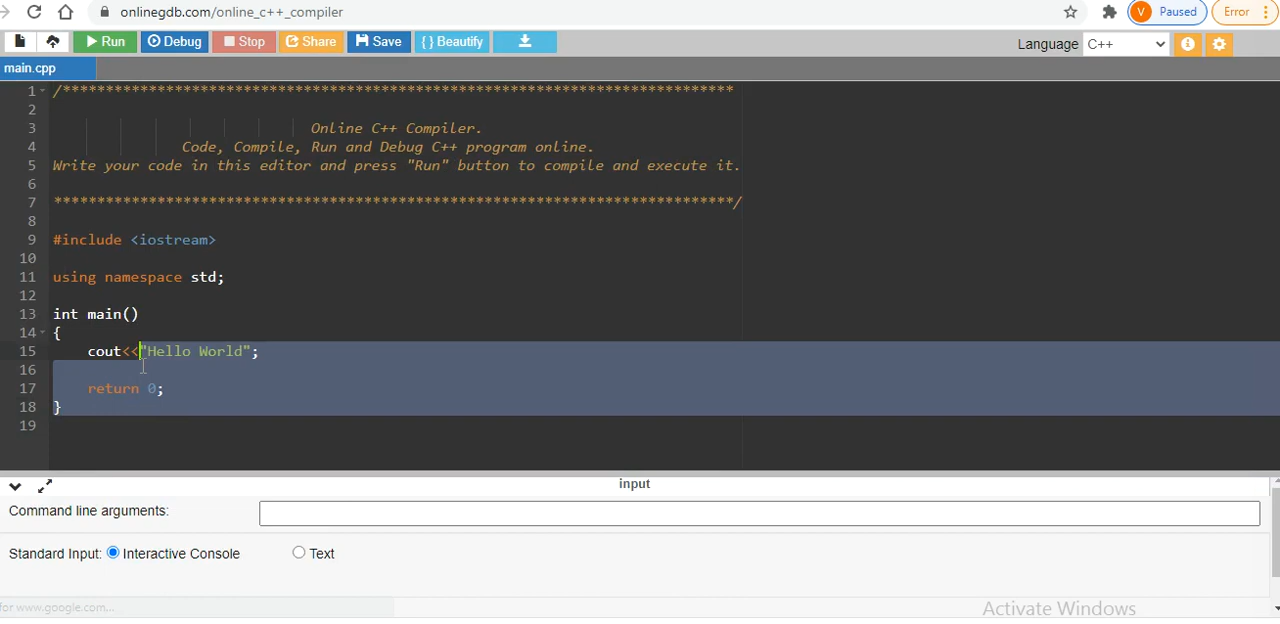 onlinegdb.com/online_c++_compiler
V Paused Error
Run Debug Stop Share Save { } Beautify Language C++
main.cpp
1 /******************************************************************************
2
3 Online C++ Compiler.
4 Code, Compile, Run and Debug C++ program online.
5 Write your code in this editor and press "Run" button to compile and execute it.
6
7 *******************************************************************************/
8
9 #include <iostream>
10
11 using namespace std;
12
13 int main()
14 {
15 cout<<"Hello World";
16
17 return 0;
18 }
19
input
Command line arguments:
Standard Input: Interactive Console Text
for www.google.com...
Activate Windows